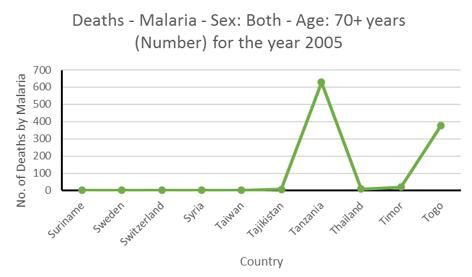 Deaths - Malaria - Sex: Both - Age: 70+ years
(Number) for the year 2005
No. of Deaths by Malaria
700
600
500
400
300
200
100
0
Suriname
Sweden
Switzerland
Syria
Taiwan
Tajikistan
Tanzania
Thailand
Timor
Togo
Country